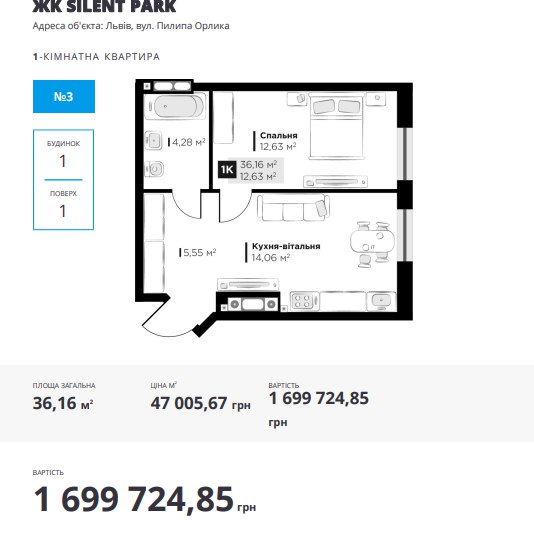 ЖК SILENT PARK
Адреса об'єкта: Львів, вул. Пилипа Орлика
1-КІМНАТНА КВАРТИРА
№3
БУДИНОК
1
ПОВЕРХ
1
4,28 м²
Спальня
12,63 м²
1К
36,16 м²
12,63 м²
5,55 м²
Кухня-вітальня
14,06 м²
ПЛОЩА ЗАГАЛЬНА
36,16 м²
ЦІНА М²
47 005,67 грн
ВАРТІСТЬ
1 699 724,85
грн
ВАРТІСТЬ
1 699 724,85 грн